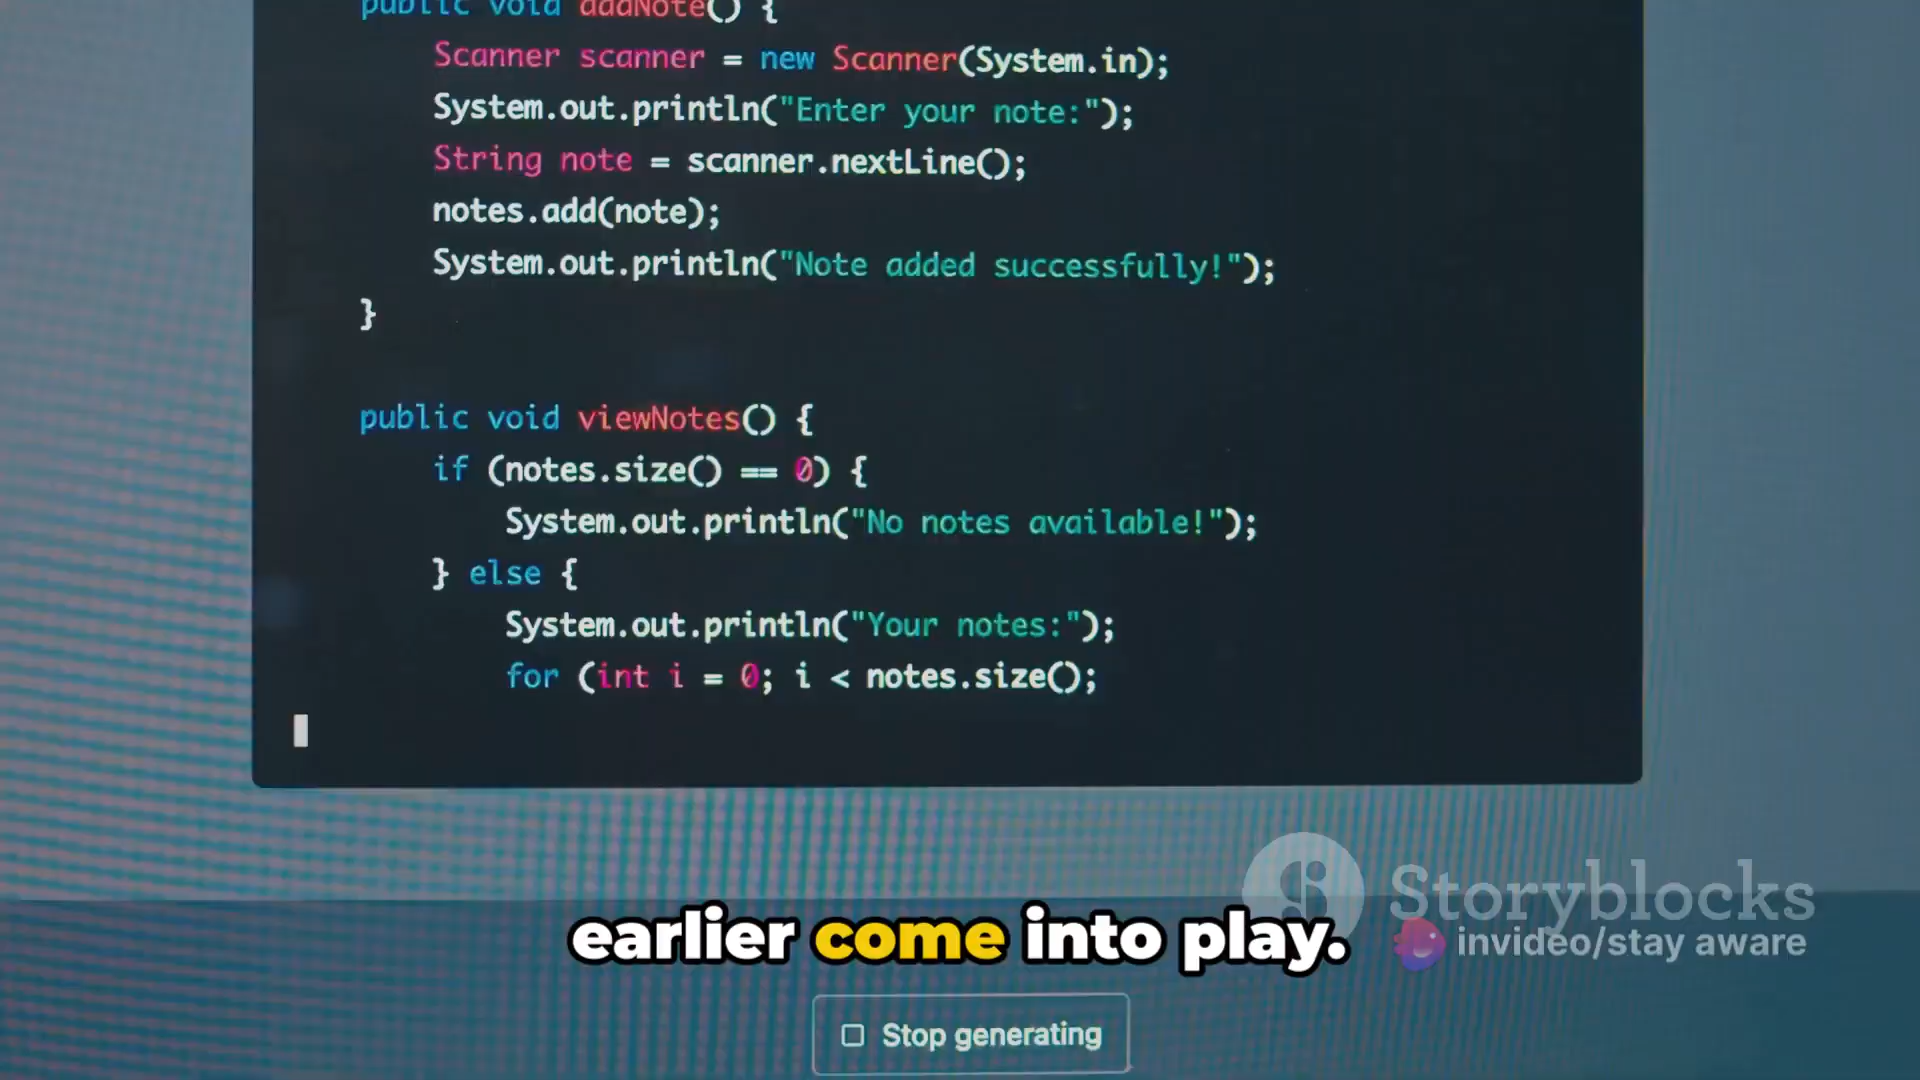 public void addNote() {
Scanner scanner = new Scanner(System.in);
System.out.println("Enter your note:");
String note = scanner.nextLine();
notes.add(note);
System.out.println("Note added successfully!");
}
public void viewNotes() {
if (notes.size() == 0) {
System.out.println("No notes available!");
} else {
System.out.println("Your notes:");
for (int i = 0; i < notes.size();
Storyblocks
earlier come into play.
invideo/stay aware
Stop generating